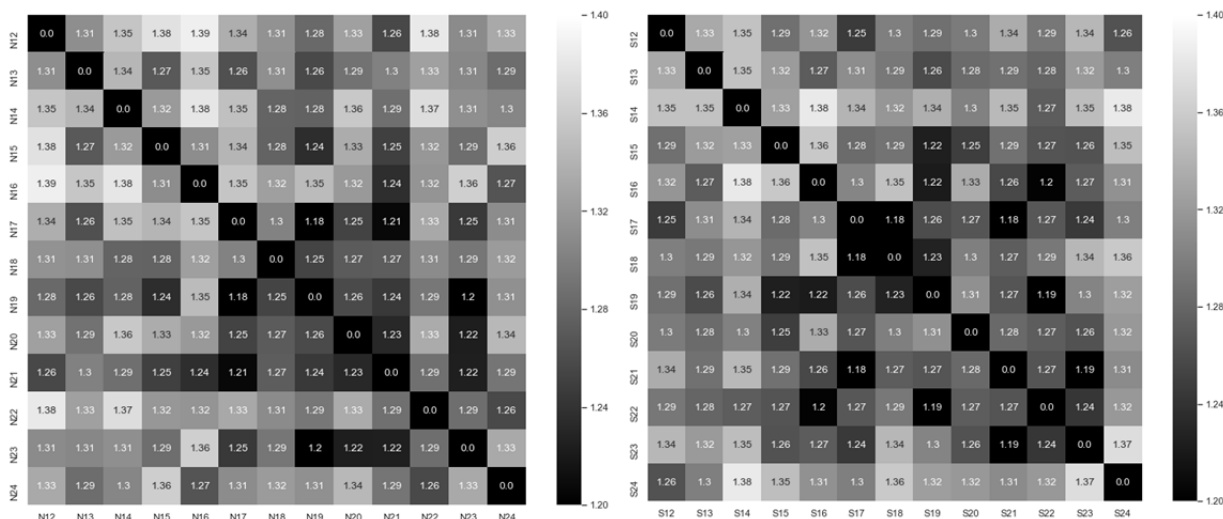 N12 0.0 1.31 1.35 1.38 1.39 1.34 1.31 1.28 1.33 1.26 1.38 1.31 1.33
N13 1.31 0.0 1.34 1.27 1.35 1.26 1.31 1.26 1.29 1.3 1.33 1.31 1.29
N14 1.35 1.34 0.0 1.32 1.38 1.35 1.28 1.28 1.36 1.29 1.37 1.31 1.3
N15 1.38 1.27 1.32 0.0 1.31 1.34 1.28 1.24 1.33 1.25 1.32 1.29 1.36
N16 1.39 1.35 1.38 1.31 0.0 1.35 1.32 1.35 1.32 1.24 1.32 1.36 1.27
N17 1.34 1.26 1.35 1.34 1.35 0.0 1.3 1.18 1.25 1.21 1.33 1.25 1.31
N18 1.31 1.31 1.28 1.28 1.32 1.3 0.0 1.25 1.27 1.27 1.31 1.29 1.32
N19 1.28 1.26 1.28 1.24 1.35 1.18 1.25 0.0 1.26 1.24 1.29 1.2 1.31
N20 1.33 1.29 1.36 1.33 1.32 1.25 1.27 1.26 0.0 1.23 1.33 1.22 1.34
N21 1.26 1.3 1.29 1.25 1.24 1.21 1.27 1.24 1.23 0.0 1.29 1.22 1.29
N22 1.38 1.33 1.37 1.32 1.32 1.33 1.31 1.29 1.33 1.29 0.0 1.29 1.26
N23 1.31 1.31 1.31 1.29 1.36 1.25 1.29 1.2 1.22 1.22 1.29 0.0 1.33
N24 1.33 1.29 1.3 1.36 1.27 1.31 1.32 1.31 1.34 1.29 1.26 1.33 0.0
N12 N13 N14 N15 N16 N17 N18 N19 N20 N21 N22 N23 N24
1.40
1.36
1.32
1.28
1.24
1.20
S12 0.0 1.33 1.35 1.29 1.32 1.25 1.3 1.29 1.3 1.34 1.29 1.34 1.26
S13 1.33 0.0 1.35 1.32 1.27 1.31 1.29 1.26 1.28 1.29 1.28 1.32 1.3
S14 1.35 1.35 0.0 1.33 1.38 1.34 1.32 1.34 1.3 1.35 1.27 1.35 1.38
S15 1.29 1.32 1.33 0.0 1.36 1.28 1.29 1.22 1.25 1.29 1.27 1.26 1.35
S16 1.32 1.27 1.38 1.36 0.0 1.3 1.35 1.22 1.33 1.26 1.2 1.27 1.31
S17 1.25 1.31 1.34 1.28 1.3 0.0 1.18 1.26 1.27 1.18 1.27 1.24 1.3
S18 1.3 1.29 1.32 1.29 1.35 1.18 0.0 1.23 1.3 1.27 1.29 1.34 1.36
S19 1.29 1.26 1.34 1.22 1.22 1.26 1.23 0.0 1.31 1.27 1.19 1.3 1.32
S20 1.3 1.28 1.3 1.25 1.33 1.27 1.3 1.31 0.0 1.28 1.27 1.26 1.32
S21 1.34 1.29 1.35 1.29 1.26 1.18 1.27 1.27 1.28 0.0 1.27 1.19 1.31
S22 1.29 1.28 1.27 1.27 1.2 1.27 1.29 1.19 1.27 1.27 0.0 1.24 1.32
S23 1.34 1.32 1.35 1.26 1.27 1.24 1.34 1.3 1.26 1.19 1.24 0.0 1.37
S24 1.26 1.3 1.38 1.35 1.31 1.3 1.36 1.32 1.32 1.31 1.32 1.37 0.0
S12 S13 S14 S15 S16 S17 S18 S19 S20 S21 S22 S23 S24
1.40
1.36
1.32
1.28
1.24
1.20